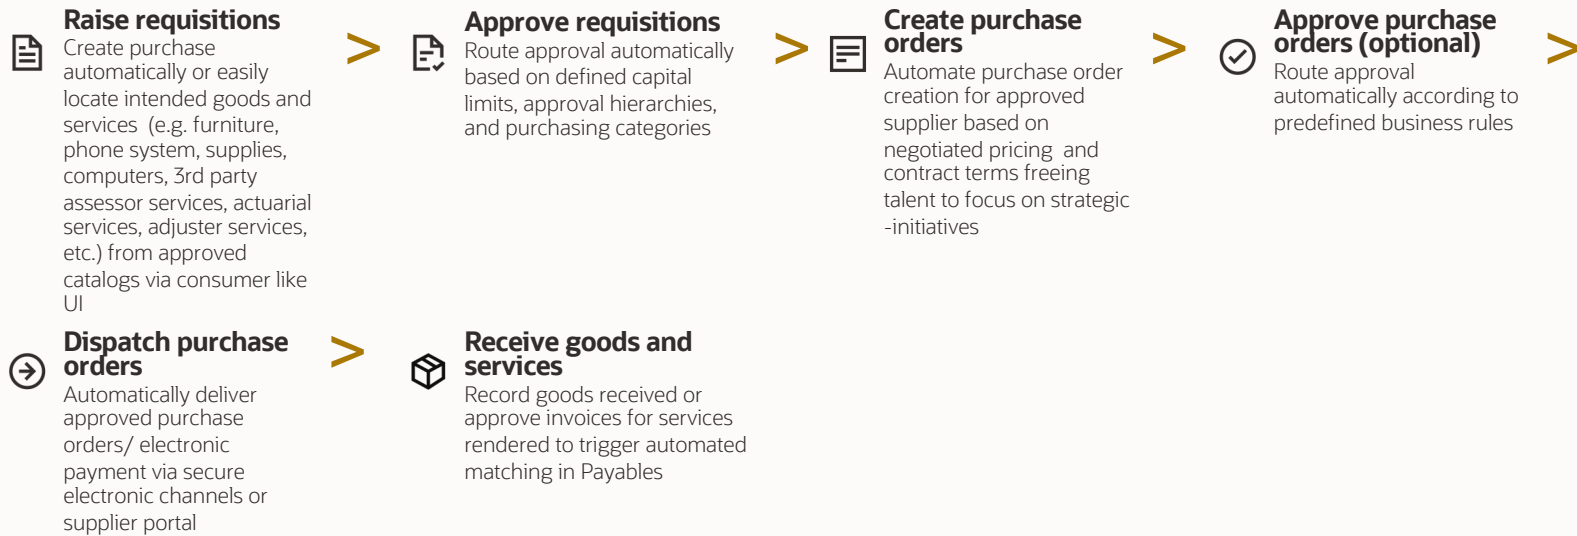 Raise requisitions
Create purchase
automatically or easily
locate intended goods and
services  (e.g. furniture,
phone system, supplies,
computers, 3rd party
assessor services, actuarial
services, adjuster services,
etc.) from approved
catalogs via consumer like
UI
>
Approve requisitions
Route approval automatically
based on defined capital
limits, approval hierarchies,
and purchasing categories
>
Create purchase
orders
Automate purchase order
creation for approved
supplier based on
negotiated pricing  and
contract terms freeing
talent to focus on strategic
-initiatives
>
Approve purchase
orders (optional)
Route approval
automatically according to
predefined business rules
>
Dispatch purchase
orders
Automatically deliver
approved purchase
orders/ electronic
payment via secure
electronic channels or
supplier portal
>
Receive goods and
services
Record goods received or
approve invoices for services
rendered to trigger automated
matching in Payables